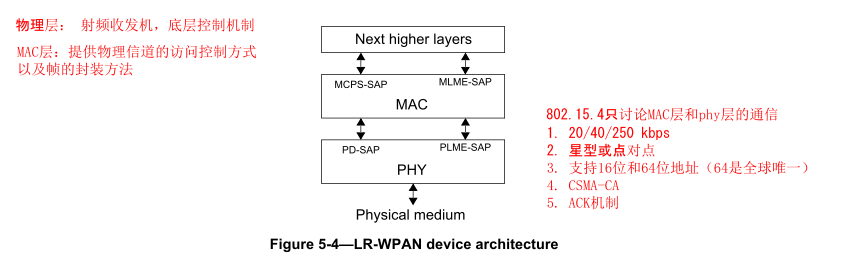 物理层： 射频收发机，底层控制机制
MAC层：提供物理信道的访问控制方式
以及帧的封装方法
Next higher layers
MCPS-SAP
MLME-SAP
MAC
PD-SAP
PLME-SAP
PHY
Physical medium
802.15.4只讨论MAC层和phy层的通信
1. 20/40/250 kbps
2. 星型或点对点
3. 支持16位和64位地址（64是全球唯一）
4. CSMA-CA
5. ACK机制
Figure 5-4—LR-WPAN device architecture